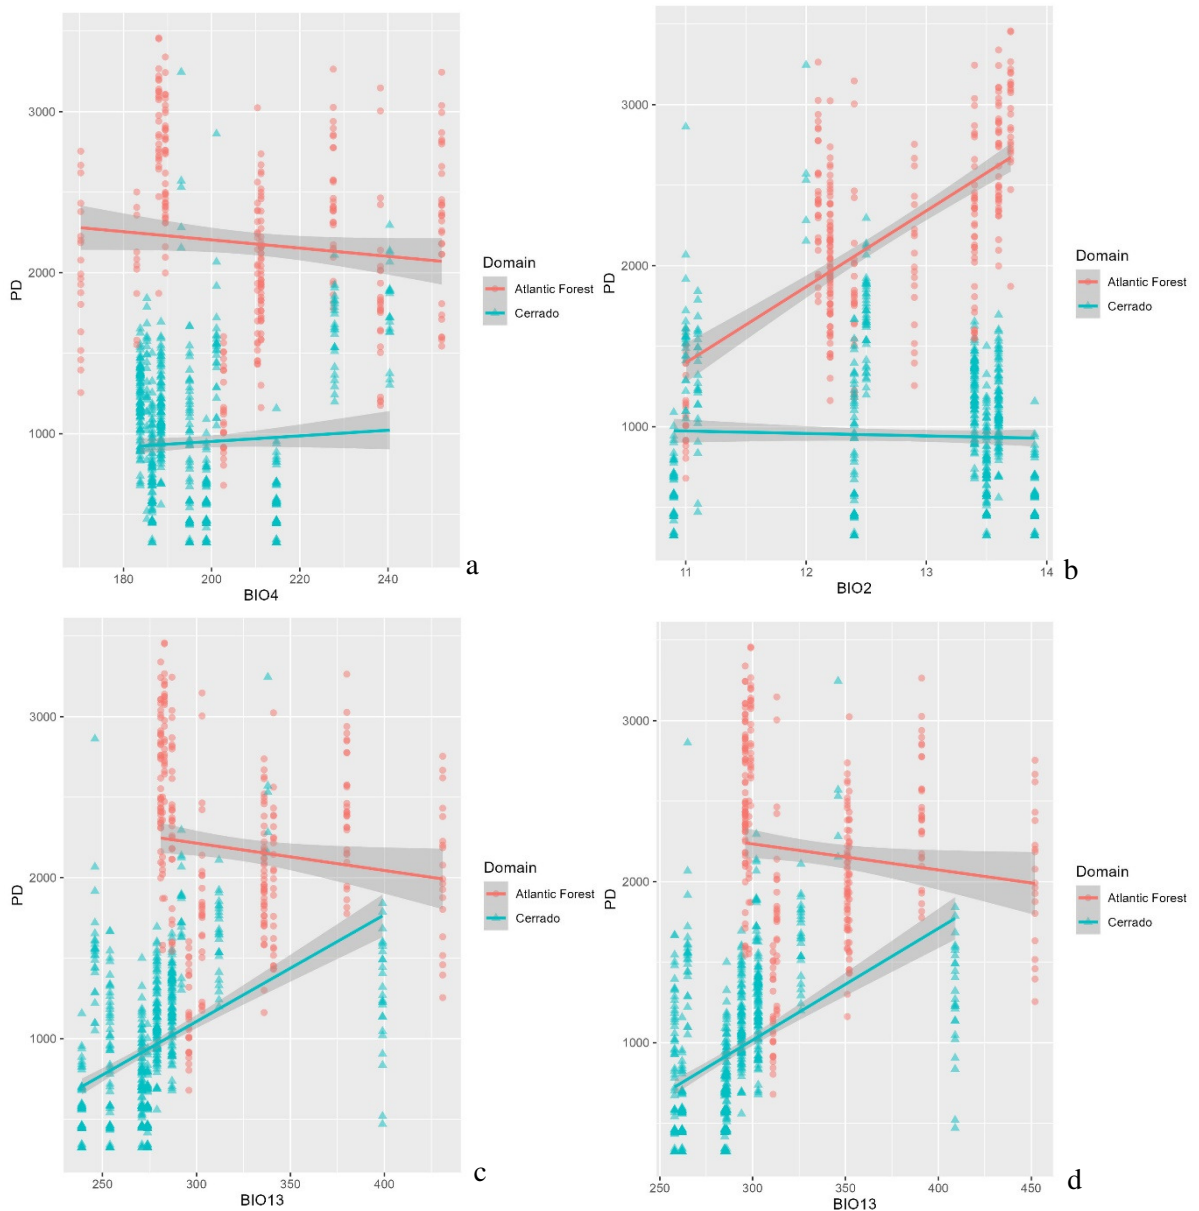 3000
2000
1000
PD
180
200
220
240
BIO4
Domain
Atlantic Forest
Cerrado
a
3000
2000
1000
PD
11
12
13
14
BIO2
Domain
Atlantic Forest
Cerrado
b
3000
2000
1000
PD
250
300
350
400
BIO13
Domain
Atlantic Forest
Cerrado
c
3000
2000
1000
PD
250
300
350
400
450
BIO13
Domain
Atlantic Forest
Cerrado
d